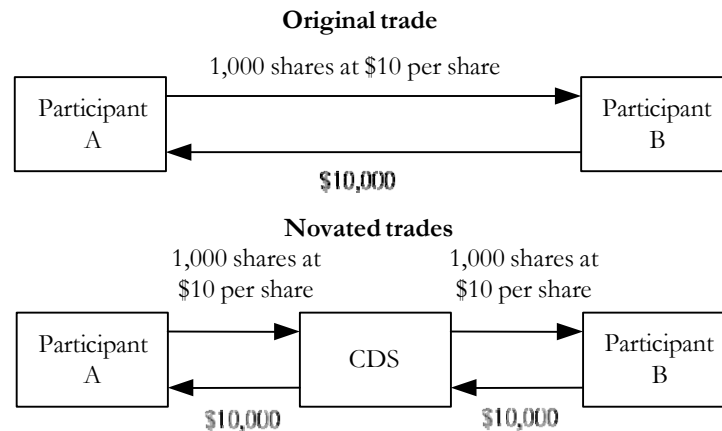 Original trade
1,000 shares at $10 per share
Participant
A
Participant
B
$10,000
Novated trades
1,000 shares at
$10 per share
1,000 shares at
$10 per share
Participant
A
CDS
Participant
B
$10,000
$10,000